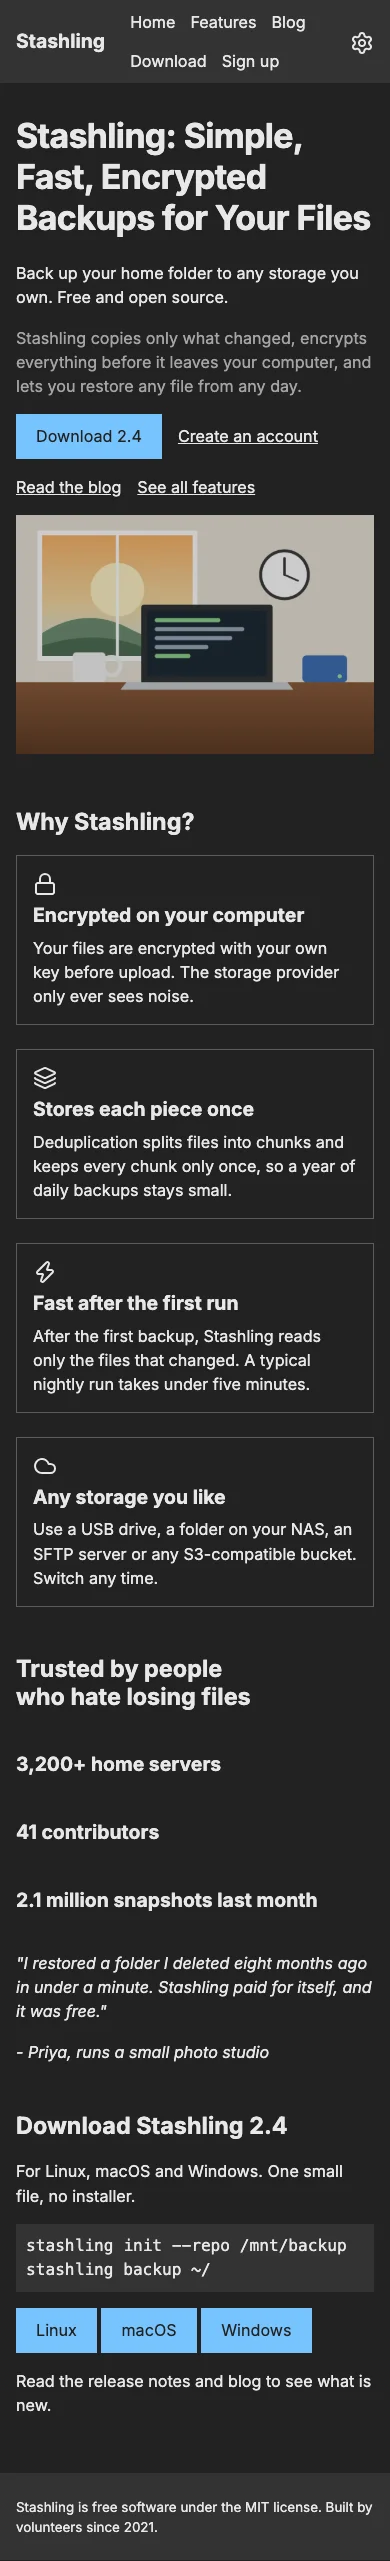 Stashling
Home Features Blog
Download Sign up
Stashling: Simple,
Fast, Encrypted
Backups for Your Files
Back up your home folder to any storage you
own. Free and open source.
Stashling copies only what changed, encrypts
everything before it leaves your computer, and
lets you restore any file from any day.
Download 2.4 Create an account
Read the blog See all features
Why Stashling?
Encrypted on your computer
Your files are encrypted with your own
key before upload. The storage provider
only ever sees noise.
Stores each piece once
Deduplication splits files into chunks and
keeps every chunk only once, so a year of
daily backups stays small.
Fast after the first run
After the first backup, Stashling reads
only the files that changed. A typical
nightly run takes under five minutes.
Any storage you like
Use a USB drive, a folder on your NAS, an
SFTP server or any S3-compatible bucket.
Switch any time.
Trusted by people
who hate losing files
3,200+ home servers
41 contributors
2.1 million snapshots last month
"I restored a folder I deleted eight months ago
in under a minute. Stashling paid for itself, and
it was free."
- Priya, runs a small photo studio
Download Stashling 2.4
For Linux, macOS and Windows. One small
file, no installer.
stashling init --repo /mnt/backup
stashling backup ~/
Linux macOS Windows
Read the release notes and blog to see what is
new.
Stashling is free software under the MIT license. Built by
volunteers since 2021.